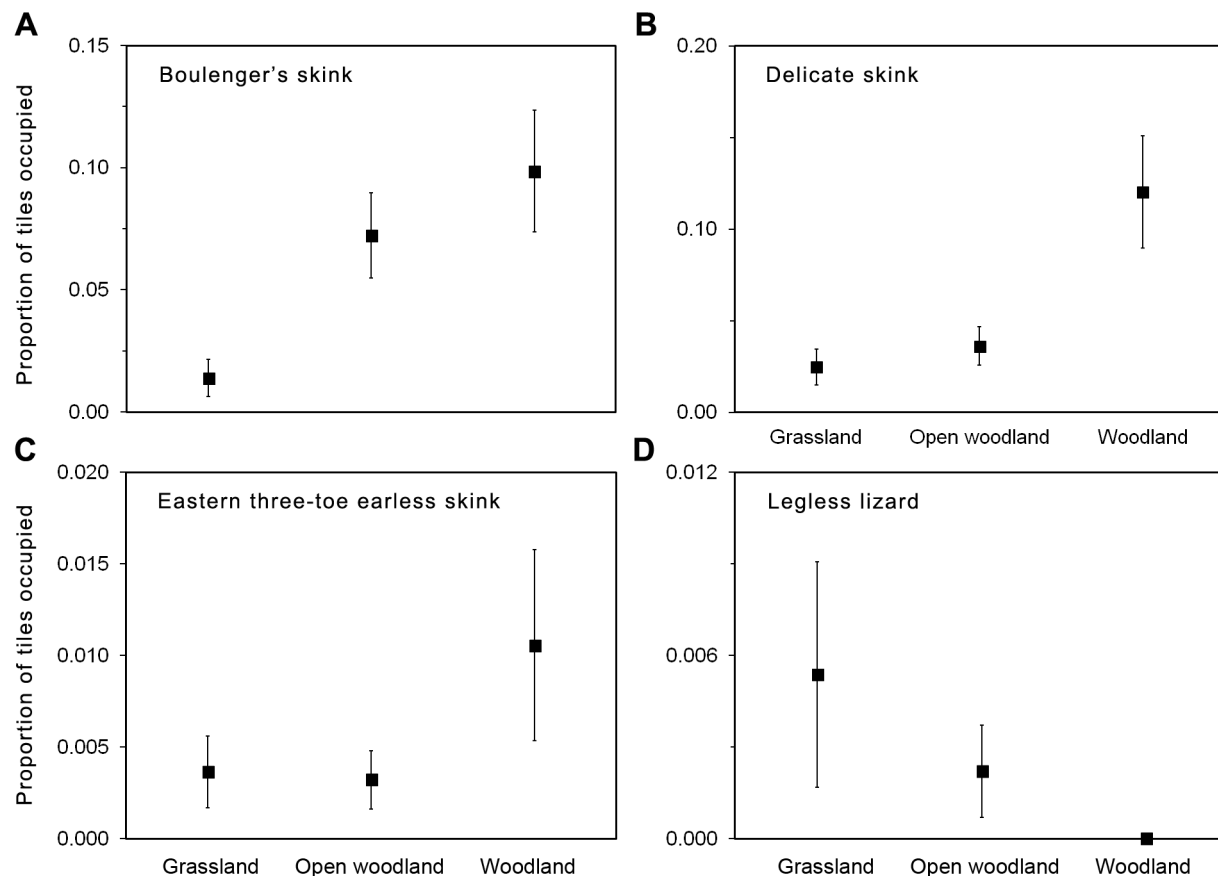 A
B
0.15
0.10
0.05
0.00
Proportion of tiles occupied
Boulenger’s skink
0.20
0.10
0.00
Delicate skink
Grassland
Open woodland
Woodland
C
D
0.020
0.015
0.010
0.005
0.000
Proportion of tiles occupied
Eastern three-toe earless skink
Grassland
Open woodland
Woodland
0.012
0.006
0.000
Legless lizard
Grassland
Open woodland
Woodland